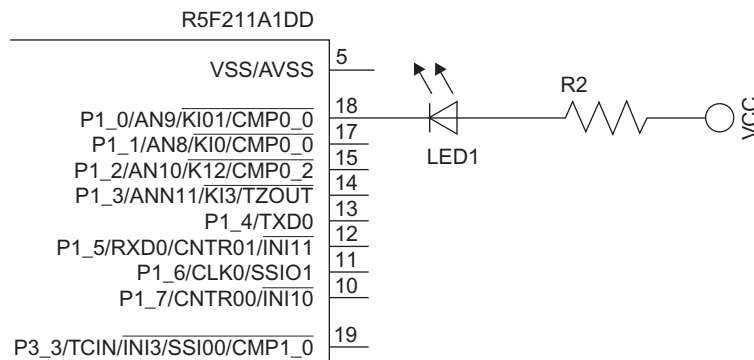 R5F211A1DD
VSS/AVSS 5
P1_0/AN9/KI01/CMP0_0 18
P1_1/AN8/KI0/CMP0_0 17
P1_2/AN10/K12/CMP0_2 15
P1_3/ANN11/KI3/TZOUT 14
P1_4/TXD0 13
P1_5/RXD0/CNTR01/INI11 12
P1_6/CLK0/SSIO1 11
P1_7/CNTR00/INI10 10
P3_3/TCIN/INI3/SSI00/CMP1_0 19
LED1
R2
VCC